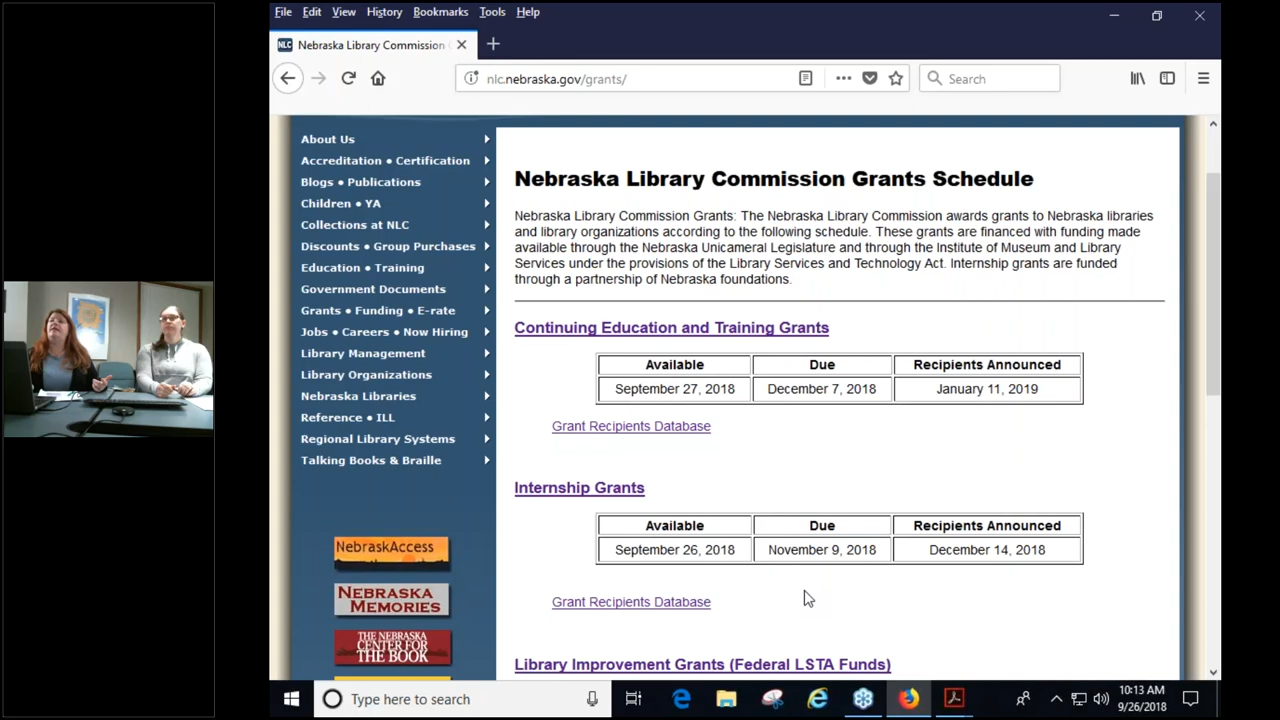 File Edit View History Bookmarks Tools Help
NLC Nebraska Library Commission
nlc.nebraska.gov/grants/
Search
About Us
Accreditation • Certification
Blogs • Publications
Children • YA
Collections at NLC
Discounts • Group Purchases
Education • Training
Government Documents
Grants • Funding • E-rate
Jobs • Careers • Now Hiring
Library Management
Library Organizations
Nebraska Libraries
Reference • ILL
Regional Library Systems
Talking Books & Braille
NebraskAccess
NEBRASKA
MEMORIES
THE NEBRASKA
CENTER FOR
THE BOOK
Nebraska Library Commission Grants Schedule
Nebraska Library Commission Grants: The Nebraska Library Commission awards grants to Nebraska libraries
and library organizations according to the following schedule. These grants are financed with funding made
available through the Nebraska Unicameral Legislature and through the Institute of Museum and Library
Services under the provisions of the Library Services and Technology Act. Internship grants are funded
through a partnership of Nebraska foundations.
Continuing Education and Training Grants
Available Due Recipients Announced
September 27, 2018 December 7, 2018 January 11, 2019
Grant Recipients Database
Internship Grants
Available Due Recipients Announced
September 26, 2018 November 9, 2018 December 14, 2018
Grant Recipients Database
Library Improvement Grants (Federal LSTA Funds)
Type here to search
10:13 AM
9/26/2018